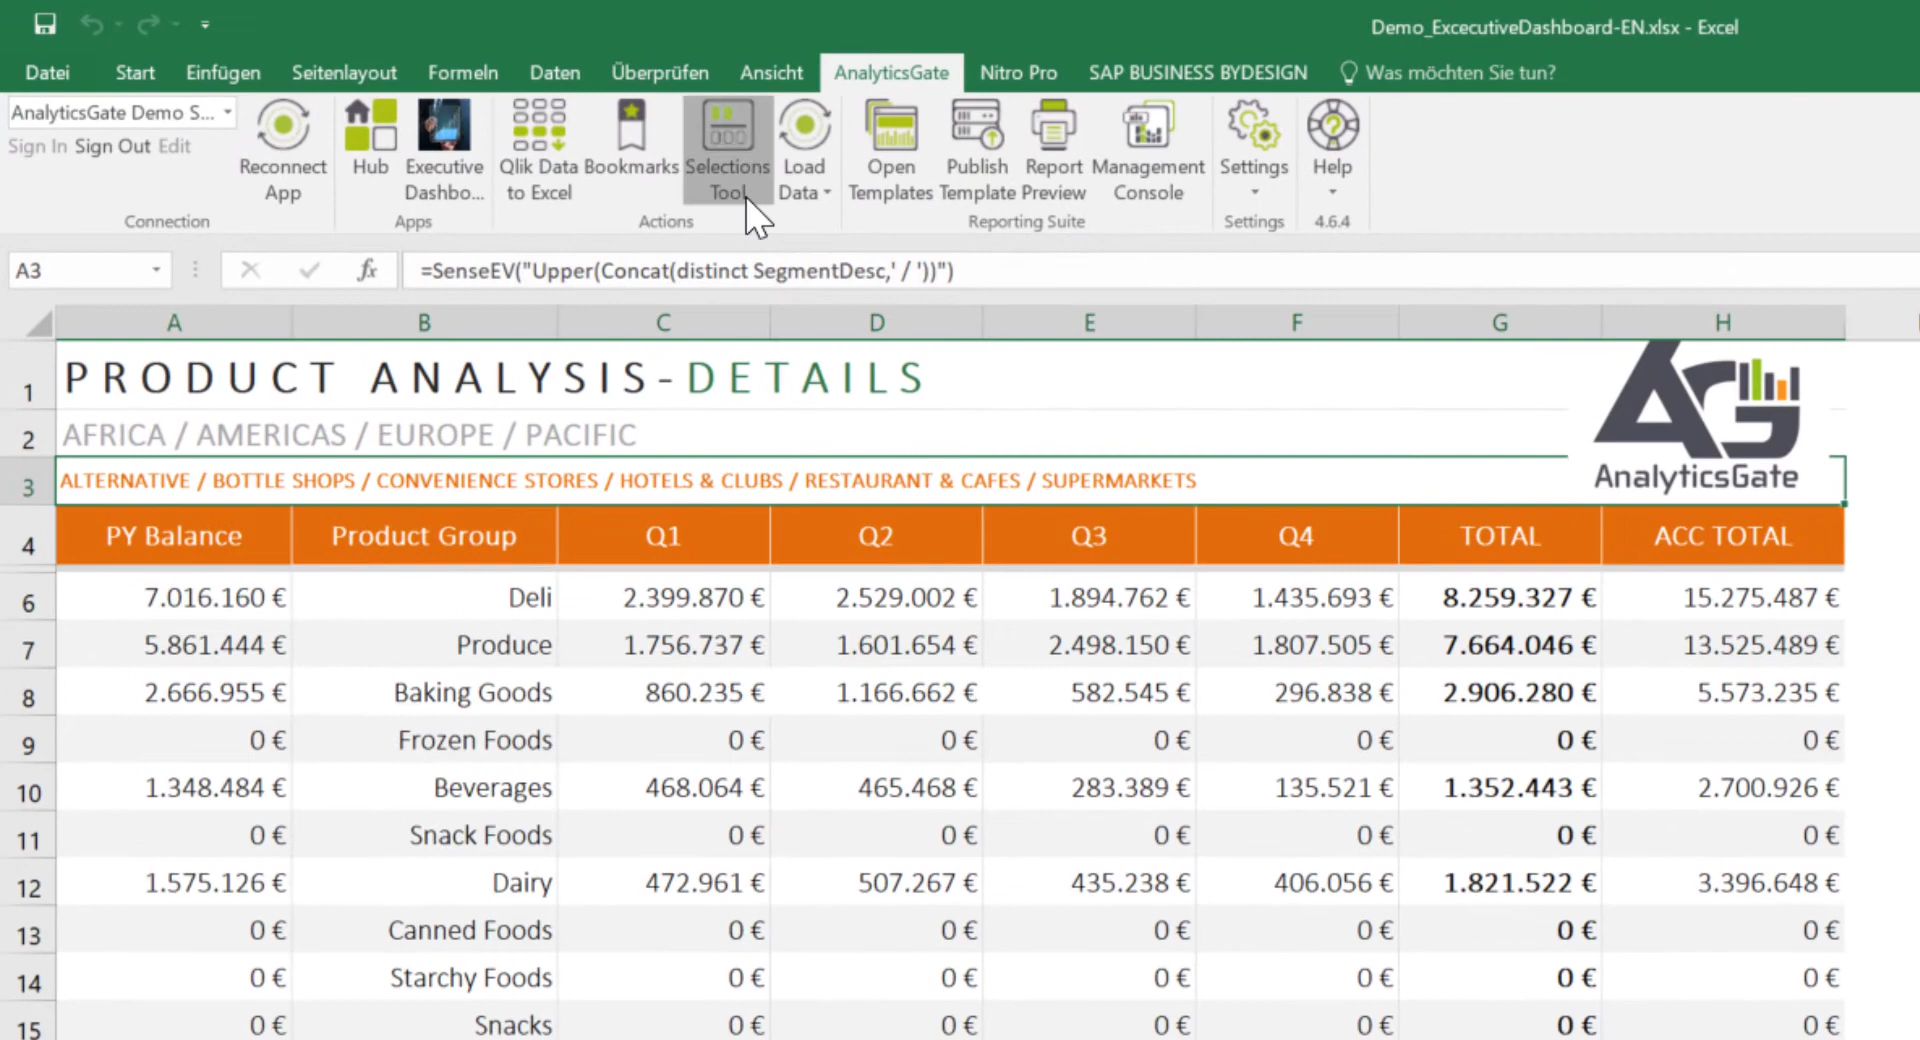 Demo_ExcecutiveDashboard-EN.xlsx - Excel
Datei Start Einfügen Seitenlayout Formeln Daten Überprüfen Ansicht AnalyticsGate Nitro Pro SAP BUSINESS BYDESIGN Was möchten Sie tun?
AnalyticsGate Demo S...
Sign In Sign Out Edit
Reconnect App
Hub
Executive Dashbo...
Qlik Data to Excel
Bookmarks
Selections Tool
Load Data
Open Templates
Publish Template
Report Preview
Management Console
Settings
Help
Connection Apps Actions Reporting Suite Settings 4.6.4
A3 fx =SenseEV("Upper(Concat(distinct SegmentDesc,' / '))")
A B C D E F G H
1 PRODUCT ANALYSIS-DETAILS
2 AFRICA / AMERICAS / EUROPE / PACIFIC
AG
AnalyticsGate
3 ALTERNATIVE / BOTTLE SHOPS / CONVENIENCE STORES / HOTELS & CLUBS / RESTAURANT & CAFES / SUPERMARKETS
4 PY Balance Product Group Q1 Q2 Q3 Q4 TOTAL ACC TOTAL
6 7.016.160 € Deli 2.399.870 € 2.529.002 € 1.894.762 € 1.435.693 € 8.259.327 € 15.275.487 €
7 5.861.444 € Produce 1.756.737 € 1.601.654 € 2.498.150 € 1.807.505 € 7.664.046 € 13.525.489 €
8 2.666.955 € Baking Goods 860.235 € 1.166.662 € 582.545 € 296.838 € 2.906.280 € 5.573.235 €
9 0 € Frozen Foods 0 € 0 € 0 € 0 € 0 € 0 €
10 1.348.484 € Beverages 468.064 € 465.468 € 283.389 € 135.521 € 1.352.443 € 2.700.926 €
11 0 € Snack Foods 0 € 0 € 0 € 0 € 0 € 0 €
12 1.575.126 € Dairy 472.961 € 507.267 € 435.238 € 406.056 € 1.821.522 € 3.396.648 €
13 0 € Canned Foods 0 € 0 € 0 € 0 € 0 € 0 €
14 0 € Starchy Foods 0 € 0 € 0 € 0 € 0 € 0 €
15 0 € Snacks 0 € 0 € 0 € 0 € 0 € 0 €